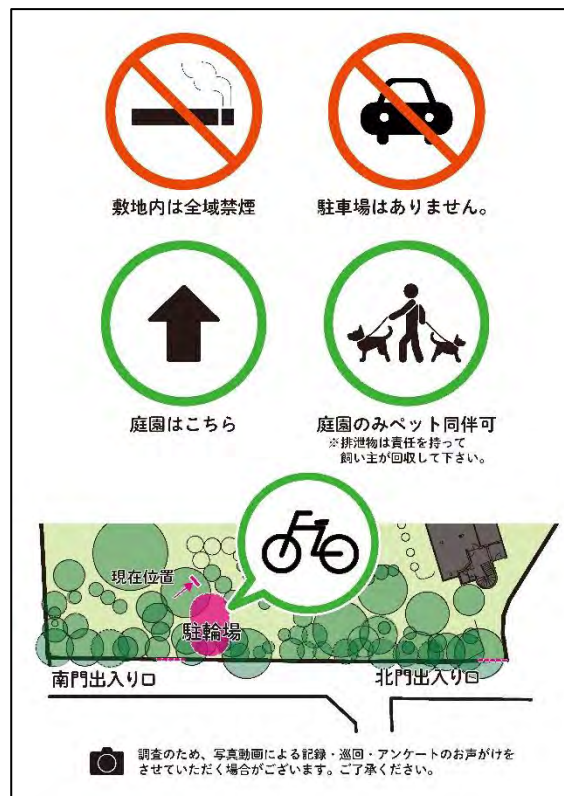 敷地内は全域禁煙
駐車場はありません。
庭園はこちら
庭園のみペット同伴可
※排泄物は責任を持って
飼い主が回収して下さい。
現在位置
駐輪場
南門出入り口
北門出入り口
調査のため、写真動画による記録・巡回・アンケートのお声がけを
させていただく場合がございます。ご了承ください。